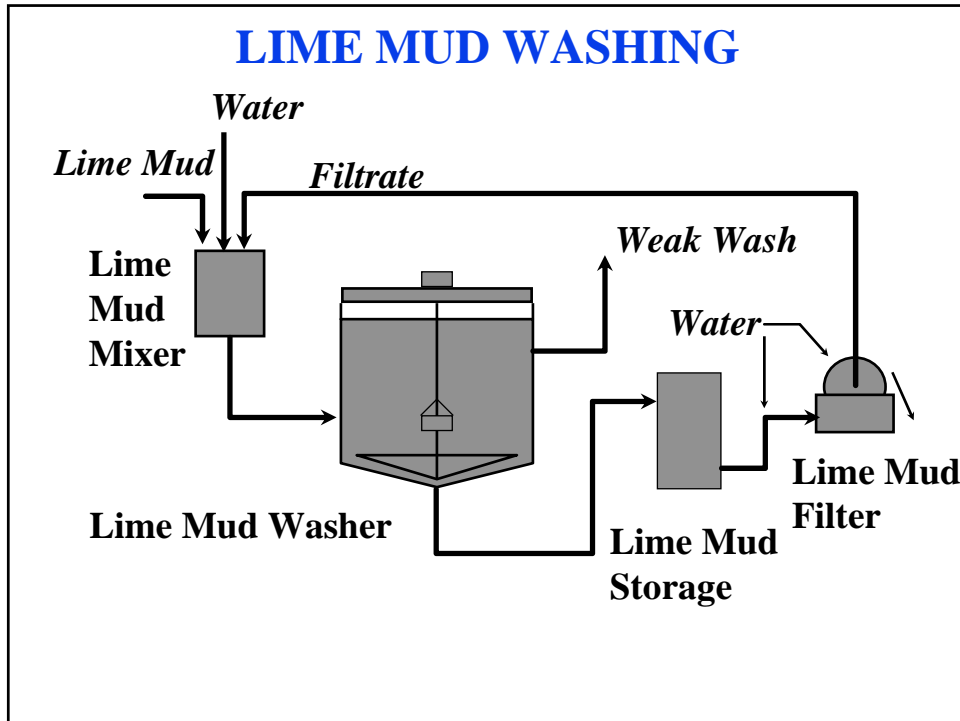 LIME MUD WASHING
Water
Lime Mud
Filtrate
Weak Wash
Lime
Mud
Mixer
Water
Lime Mud
Filter
Lime Mud Washer
Lime Mud
Storage